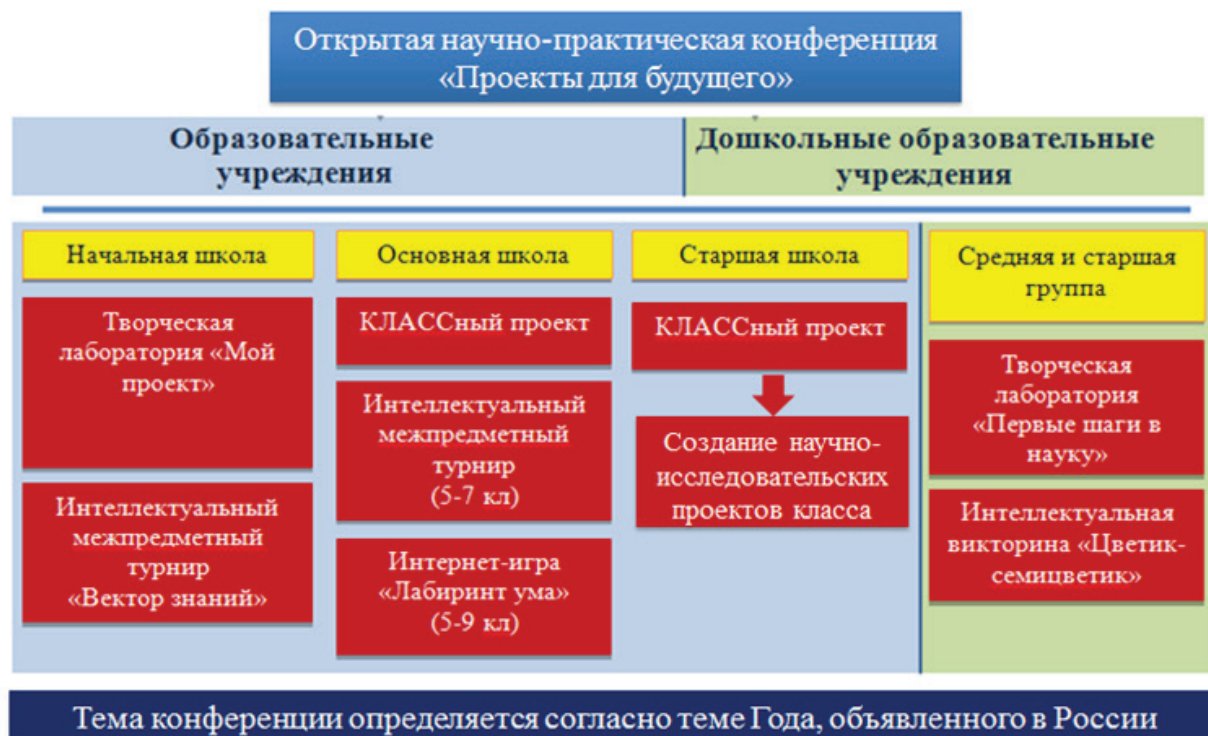 Открытая научно-практическая конференция
«Проекты для будущего»
Образовательные
учреждения
Дошкольные образовательные
учреждения
Начальная школа
Творческая
лаборатория «Мой
проект»
Интеллектуальный
межпредметный
турнир
«Вектор знаний»
Основная школа
КЛАССный проект
Интеллектуальный
межпредметный
турнир
(5-7 кл)
Интернет-игра
«Лабиринт ума»
(5-9 кл)
Старшая школа
КЛАССный проект
Создание научно-
исследовательских
проектов класса
Средняя и старшая
группа
Творческая
лаборатория
«Первые шаги в
науку»
Интеллектуальная
викторина «Цветик-
семицветик»
Тема конференции определяется согласно теме Года, объявленного в России